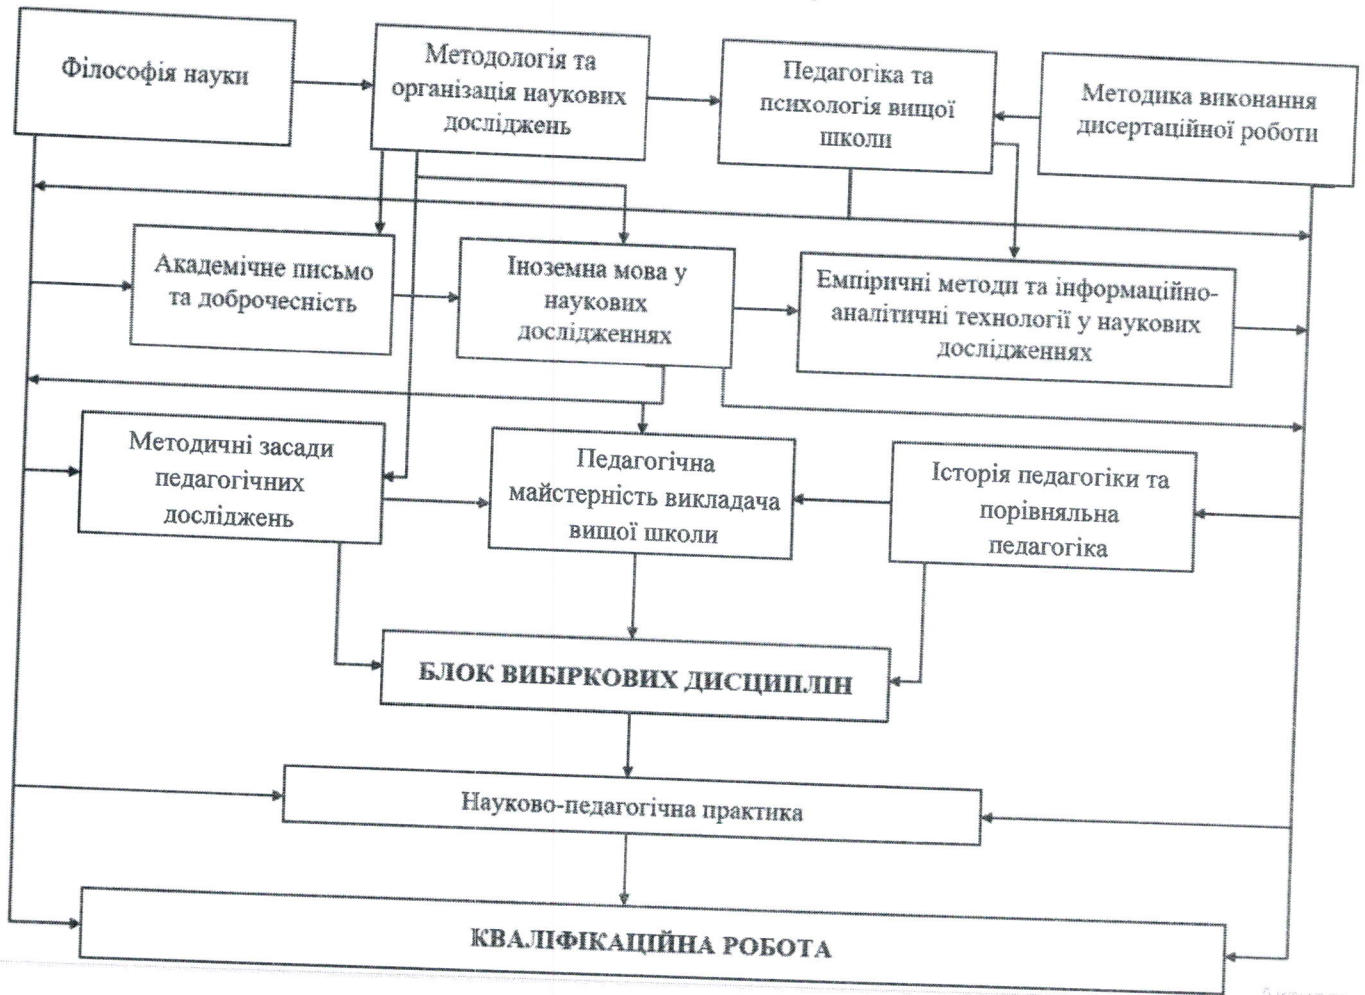 Філософія науки
Методологія та
організація наукових
досліджень
Педагогіка та
психологія вищої
школи
Методика виконання
дисертаційної роботи
Академічне письмо
та доброчесність
Іноземна мова у
наукових
дослідженнях
Емпіричні методи та інформаційно-
аналітичні технології у наукових
дослідженнях
Методичні засади
педагогічних
досліджень
Педагогічна
майстерність викладача
вищої школи
Історія педагогіки та
порівняльна
педагогіка
БЛОК ВИБІРКОВИХ ДИСЦИПЛІН
Науково-педагогічна практика
КВАЛІФІКАЦІЙНА РОБОТА